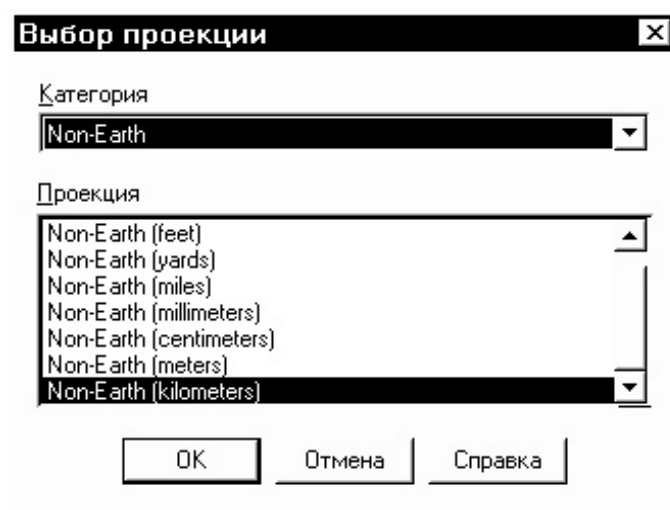 Выбор проекции
Категория
Non-Earth
Проекция
Non-Earth (feet)
Non-Earth (yards)
Non-Earth (miles)
Non-Earth (millimeters)
Non-Earth (centimeters)
Non-Earth (meters)
Non-Earth (kilometers)
OK Отмена Справка